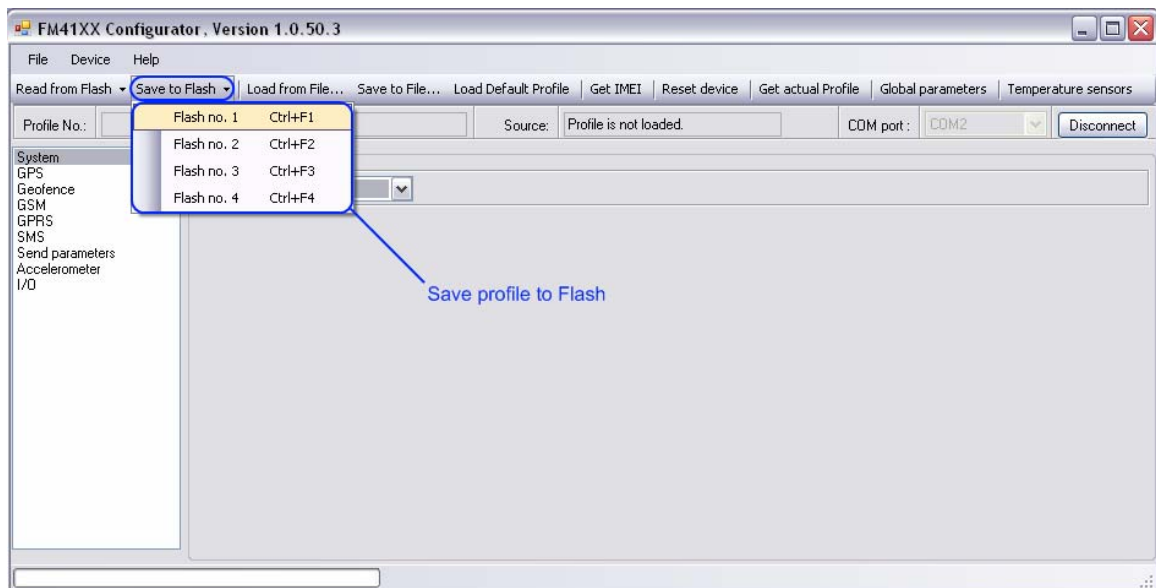 FM41XX Configurator, Version 1.0.50.3
File Device Help
Read from Flash Save to Flash Load from File... Save to File... Load Default Profile Get IMEI Reset device Get actual Profile Global parameters Temperature sensors
Profile No.: Source: Profile is not loaded. COM port : COM2 Disconnect
Flash no. 1 Ctrl+F1
Flash no. 2 Ctrl+F2
Flash no. 3 Ctrl+F3
Flash no. 4 Ctrl+F4
System
GPS
Geofence
GSM
GPRS
SMS
Send parameters
Accelerometer
I/O
Save profile to Flash